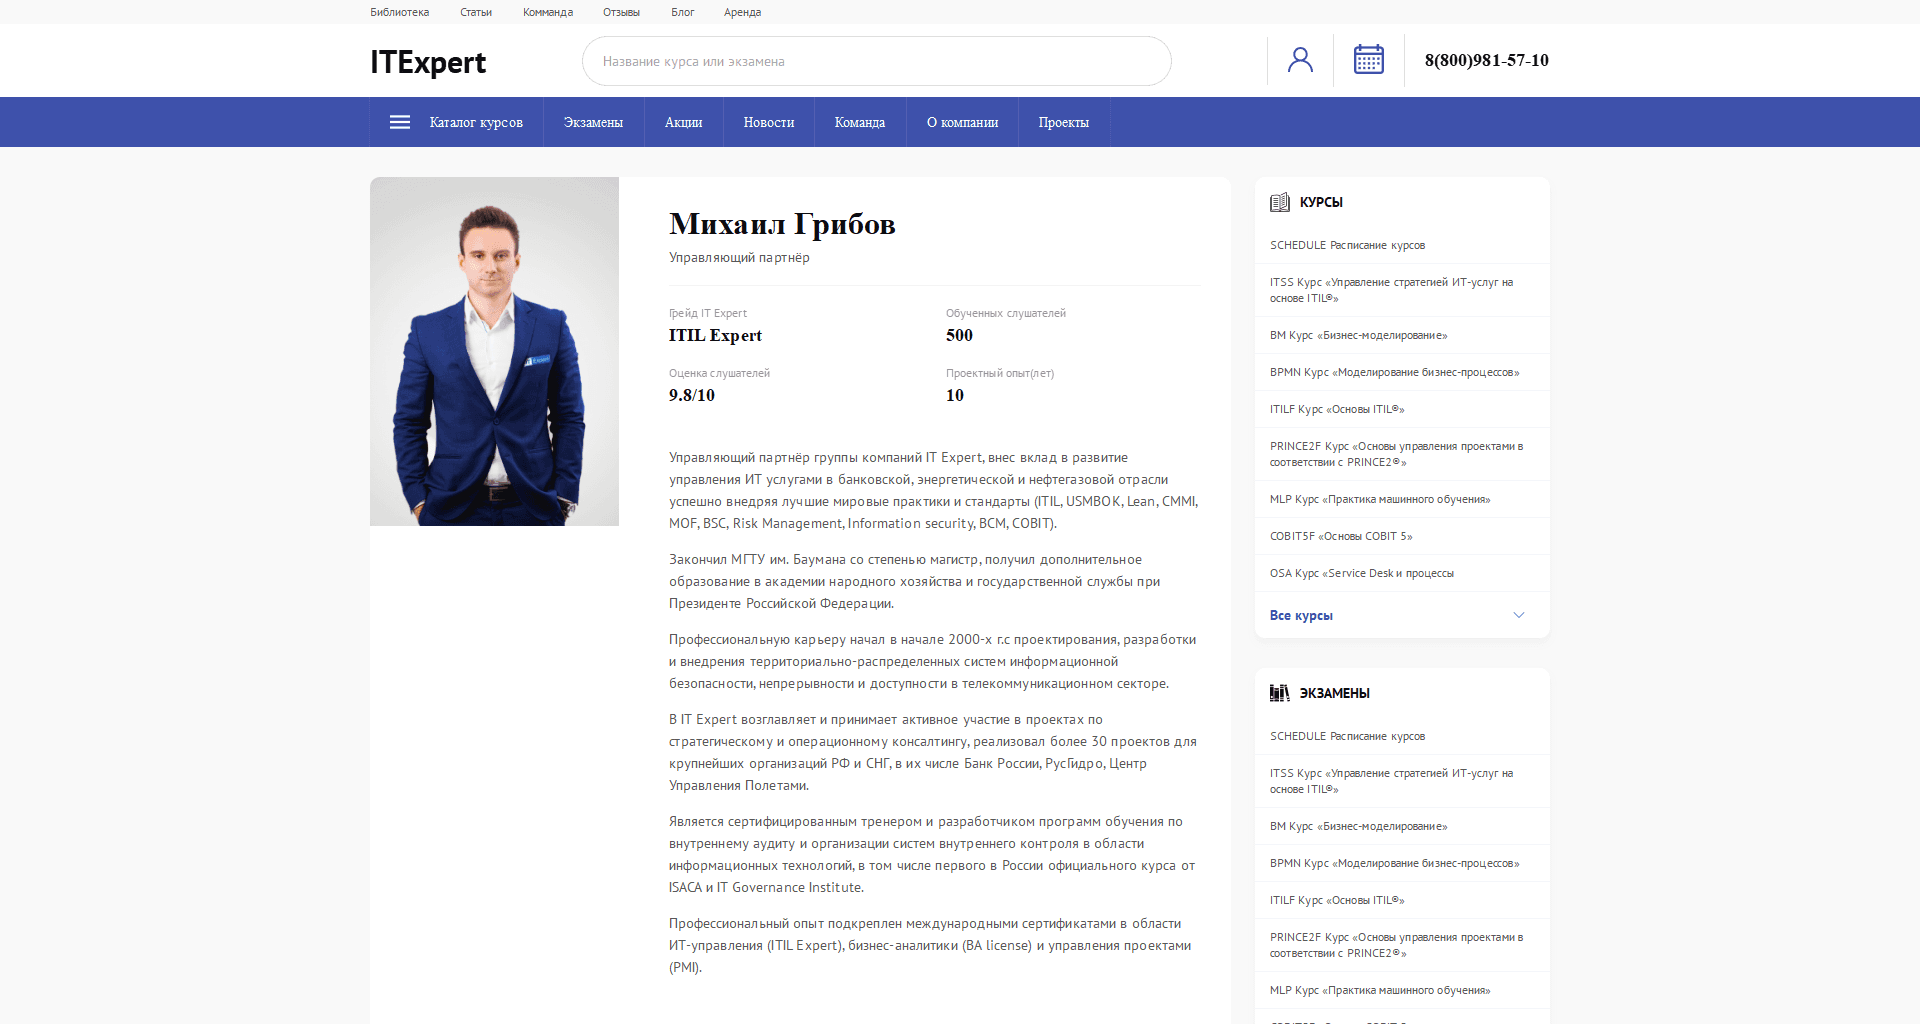 Библиотека Статьи Комманда Отзывы Блог Аренда
ITExpert
Название курса или экзамена
8(800)981-57-10
Каталог курсов Экзамены Акции Новости Команда О компании Проекты
Михаил Грибов
Управляющий партнёр
Грейд IT Expert
ITIL Expert
Обученных слушателей
500
Оценка слушателей
9.8/10
Проектный опыт(лет)
10
Управляющий партнёр группы компаний IT Expert, внес вклад в развитие
управления ИТ услугами в банковской, энергетической и нефтегазовой отрасли
успешно внедряя лучшие мировые практики и стандарты (ITIL, USMBOK, Lean, CMMI,
MOF, BSC, Risk Management, Information security, BCM, COBIT).
Закончил МГТУ им. Баумана со степенью магистр, получил дополнительное
образование в академии народного хозяйства и государственной службы при
Президенте Российской Федерации.
Профессиональную карьеру начал в начале 2000-х г.с проектирования, разработки
и внедрения территориально-распределенных систем информационной
безопасности, непрерывности и доступности в телекоммуникационном секторе.
В IT Expert возглавляет и принимает активное участие в проектах по
стратегическому и операционному консалтингу, реализовал более 30 проектов для
крупнейших организаций РФ и СНГ, в их числе Банк России, РусГидро, Центр
Управления Полетами.
Является сертифицированным тренером и разработчиком программ обучения по
внутреннему аудиту и организации систем внутреннего контроля в области
информационных технологий, в том числе первого в России официального курса от
ISACA и IT Governance Institute.
Профессиональный опыт подкреплен международными сертификатами в области
ИТ-управления (ITIL Expert), бизнес-аналитики (BA license) и управления проектами
(PMI).
КУРСЫ
SCHEDULE Расписание курсов
ITSS Курс «Управление стратегией ИТ-услуг на
основе ITIL®»
BM Курс «Бизнес-моделирование»
BPMN Курс «Моделирование бизнес-процессов»
ITILF Курс «Основы ITIL®»
PRINCE2F Курс «Основы управления проектами в
соответствии с PRINCE2®»
MLP Курс «Практика машинного обучения»
COBIT5F «Основы COBIT 5»
OSA Курс «Service Desk и процессы
Все курсы
ЭКЗАМЕНЫ
SCHEDULE Расписание курсов
ITSS Курс «Управление стратегией ИТ-услуг на
основе ITIL®»
BM Курс «Бизнес-моделирование»
BPMN Курс «Моделирование бизнес-процессов»
ITILF Курс «Основы ITIL®»
PRINCE2F Курс «Основы управления проектами в
соответствии с PRINCE2®»
MLP Курс «Практика машинного обучения»